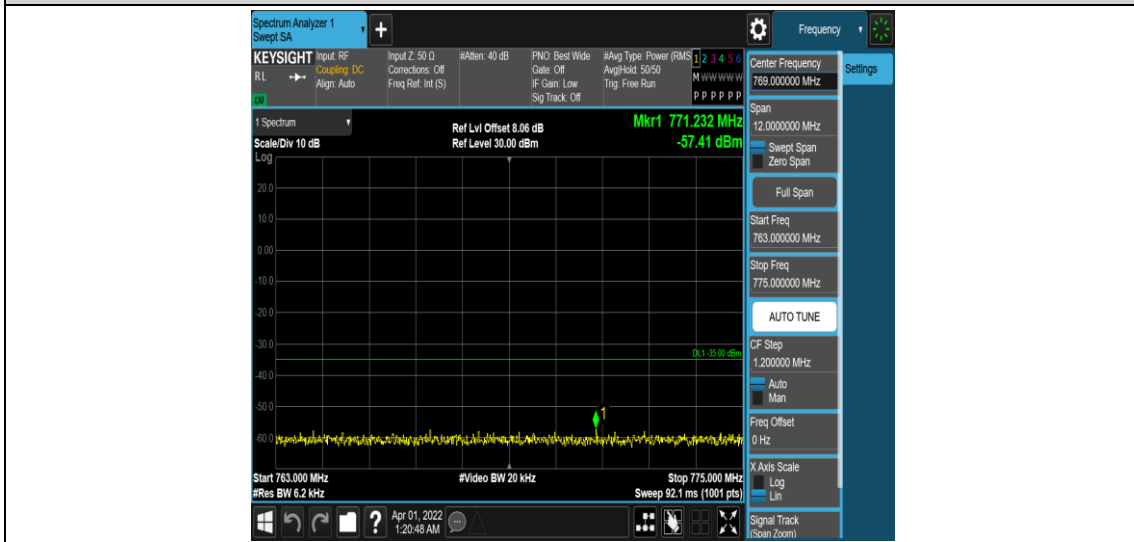 Spectrum Analyzer 1
Swept SA
+
Frequency
KEYSIGHT
RL
LXI
Input: RF
Coupling: DC
Align: Auto
Input Z: 50 Ω
Corrections: Off
Freq Ref: Int (S)
#Atten: 40 dB
PNO: Best Wide
Gate: Off
IF Gain: Low
Sig Track: Off
#Avg Type: Power (RMS
Avg|Hold: 50/50
Trig: Free Run
1 2 3 4 5 6
M W W W W W
P P P P P P
1 Spectrum
Scale/Div 10 dB
Log
Ref Lvl Offset 8.06 dB
Ref Level 30.00 dBm
Mkr1 771.232 MHz
-57.41 dBm
20.0
10.0
0.00
-10.0
-20.0
-30.0
DL1 -35.00 dBm
-40.0
-50.0
1
-60.0
Start 763.000 MHz
#Res BW 6.2 kHz
#Video BW 20 kHz
Stop 775.000 MHz
Sweep 92.1 ms (1001 pts)
Center Frequency
769.000000 MHz
Settings
Span
12.0000000 MHz
Swept Span
Zero Span
Full Span
Start Freq
763.000000 MHz
Stop Freq
775.000000 MHz
AUTO TUNE
CF Step
1.200000 MHz
Auto
Man
Freq Offset
0 Hz
X Axis Scale
Log
Lin
Signal Track
(Span Zoom)
?
Apr 01, 2022
1:20:48 AM